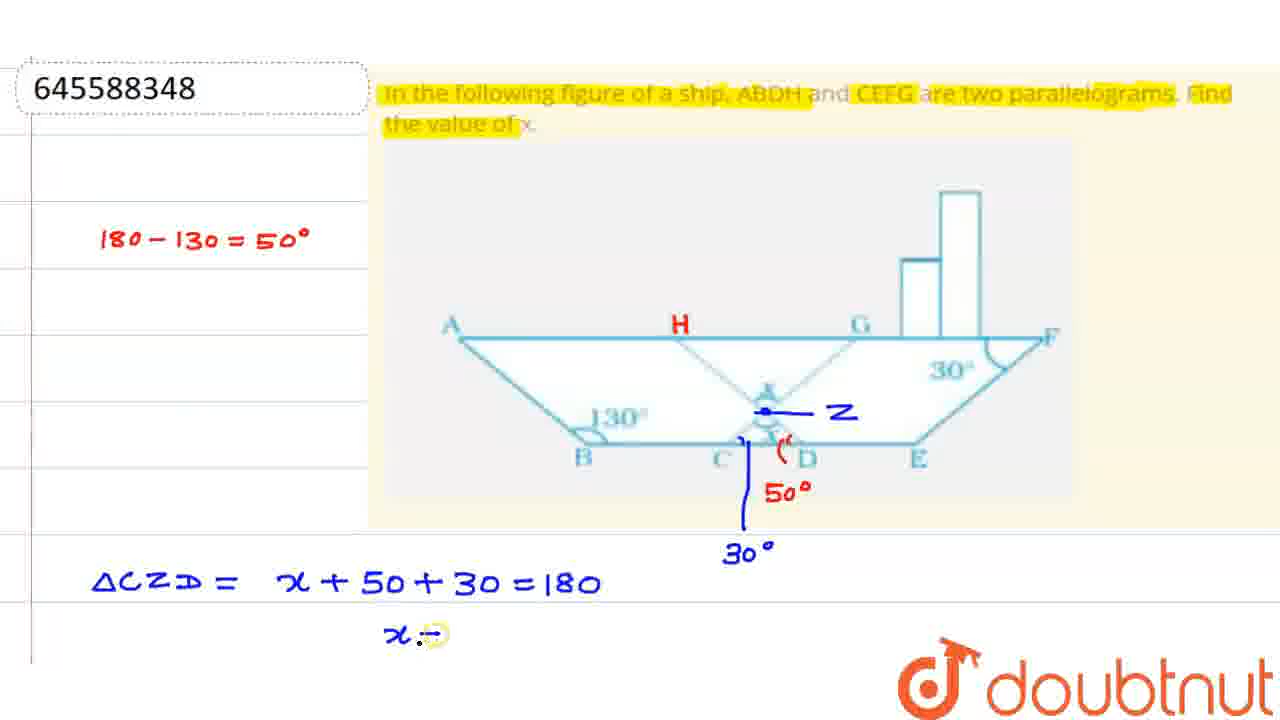 645588348
In the following figure of a ship, ABDH and CEFG are two parallelograms. Find
the value of x.
180 - 130 = 50°
A
H
G
F
30°
x
Z
130°
x
B
C
D
E
50°
30°
ΔCZD = x + 50 + 30 = 180
x =
doubtnut